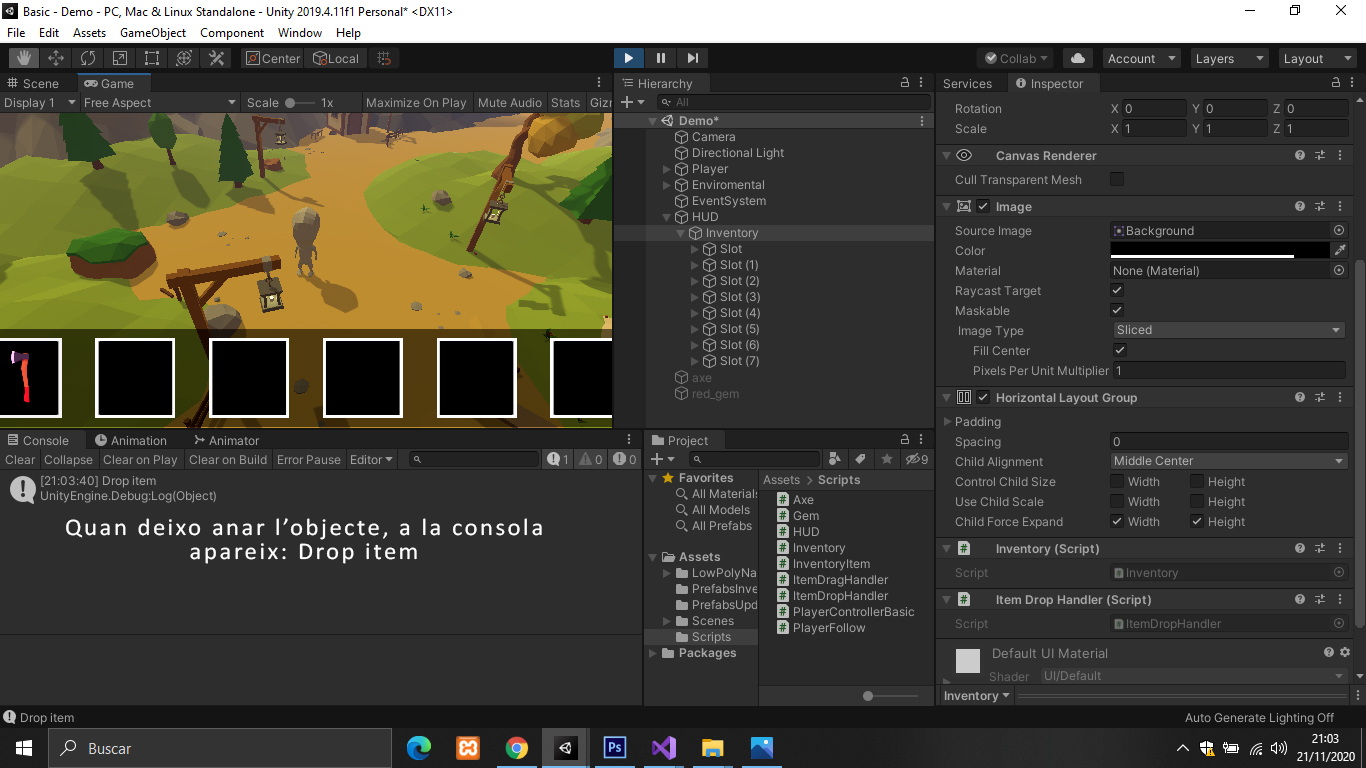 Basic - Demo - PC, Mac & Linux Standalone - Unity 2019.4.11f1 Personal* <DX11>
File Edit Assets GameObject Component Window Help
Center Local Collab Account Layers Layout
Scene Game
Display 1 Free Aspect Scale 1x Maximize On Play Mute Audio Stats Giz
Hierarchy
All
Demo*
Camera
Directional Light
Player
Enviromental
EventSystem
HUD
Inventory
Slot
Slot (1)
Slot (2)
Slot (3)
Slot (4)
Slot (5)
Slot (6)
Slot (7)
axe
red_gem
Services Inspector
Rotation X 0 Y 0 Z 0
Scale X 1 Y 1 Z 1
Canvas Renderer
Cull Transparent Mesh
Image
Source Image Background
Color
Material None (Material)
Raycast Target
Maskable
Image Type Sliced
Fill Center
Pixels Per Unit Multiplier 1
Horizontal Layout Group
Padding
Spacing 0
Child Alignment Middle Center
Control Child Size Width Height
Use Child Scale Width Height
Child Force Expand Width Height
Inventory (Script)
Script Inventory
Item Drop Handler (Script)
Script ItemDropHandler
Default UI Material
Shader UI/Default
Inventory
Console Animation Animator
Clear Collapse Clear on Play Clear on Build Error Pause Editor 1 0 0
[21:03:40] Drop item
UnityEngine.Debug:Log(Object)
Quan deixo anar l’objecte, a la consola
apareix: Drop item
Project
9
Favorites
All Materials
All Models
All Prefabs
Assets
LowPolyNa
PrefabsInve
PrefabsUpd
Scenes
Scripts
Packages
Assets > Scripts
Axe
Gem
HUD
Inventory
InventoryItem
ItemDragHandler
ItemDropHandler
PlayerControllerBasic
PlayerFollow
Drop item
Auto Generate Lighting Off
Buscar
Ps
21:03
21/11/2020